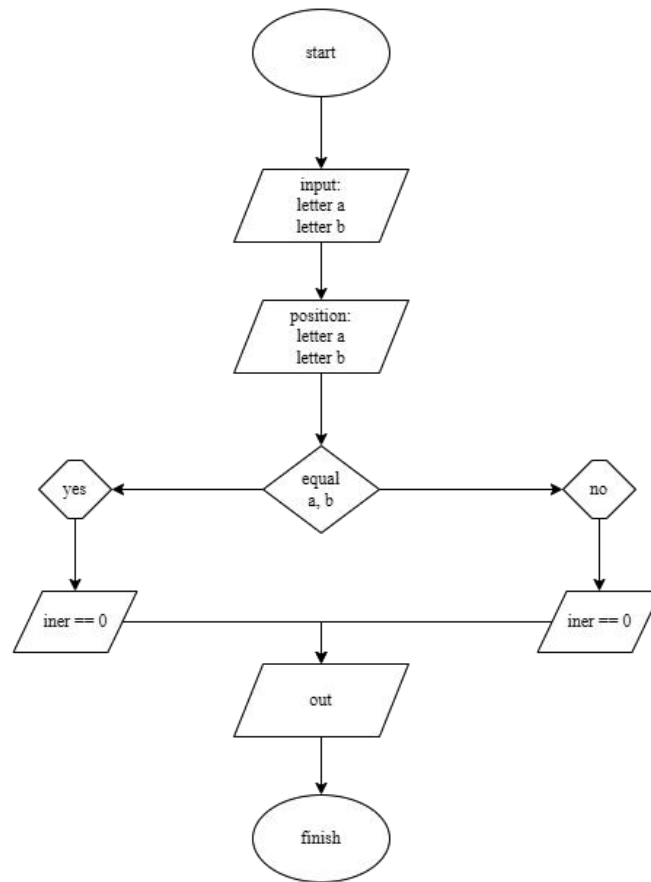 start
input:
letter a
letter b
position:
letter a
letter b
equal
a, b
yes
no
iner == 0
iner == 0
out
finish